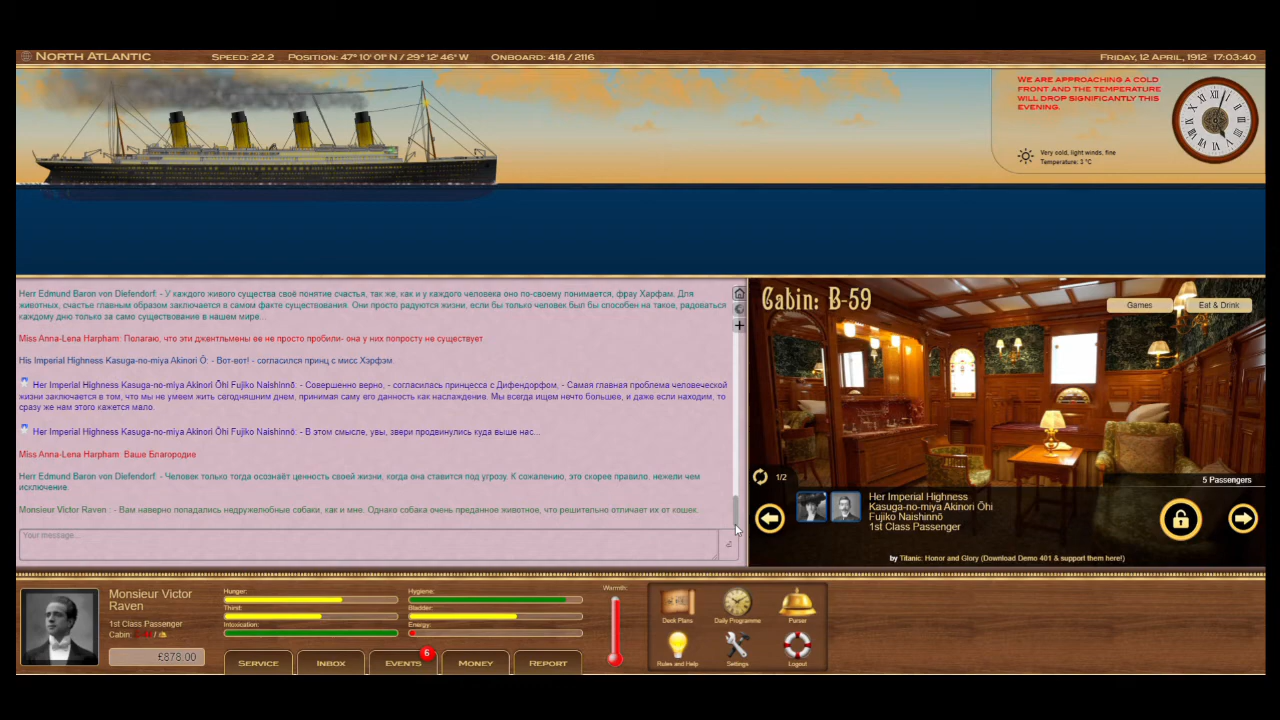 NORTH ATLANTIC SPEED: 22.2 POSITION: 47° 10' 01" N / 29° 12' 46" W ONBOARD: 418 / 2116 FRIDAY, 12 APRIL, 1912 17:03:40
WE ARE APPROACHING A COLD
FRONT AND THE TEMPERATURE
WILL DROP SIGNIFICANTLY THIS
EVENING.
Very cold, light winds, fine
Temperature: 3 °C
Herr Edmund Baron von Diefendorf: - У каждого живого существа своё понятие счастья, так же, как и у каждого человека оно по-своему понимается, фрау Харфам. Для
животных, счастье главным образом заключается в самом факте существования. Они просто радуются жизни, если бы только человек был бы способен на такое, радоваться
каждому дню только за само существование в нашем мире...
Miss Anna-Lena Harpham: Полагаю, что эти джентльмены ее не просто пробили- она у них попросту не существует
His Imperial Highness Kasuga-no-miya Akinori Ō: - Вот-вот! - согласился принц с мисс Хэрфэм.
Her Imperial Highness Kasuga-no-miya Akinori Ōhi Fujiko Naishinnō: - Совершенно верно, - согласилась принцесса с Дифендорфом, - Самая главная проблема человеческой
жизни заключается в том, что мы не умеем жить сегодняшним днем, принимая саму его данность как наслаждение. Мы всегда ищем нечто большее, и даже если находим, то
сразу же нам этого кажется мало.
Her Imperial Highness Kasuga-no-miya Akinori Ōhi Fujiko Naishinnō: - В этом смысле, увы, звери продвинулись куда выше нас...
Miss Anna-Lena Harpham: Ваше Благородие
Herr Edmund Baron von Diefendorf: - Человек только тогда осознаёт ценность своей жизни, когда она ставится под угрозу. К сожалению, это скорее правило, нежели чем
исключение.
Monsieur Victor Raven : - Вам наверно попадались недружелюбные собаки, как и мне. Однако собака очень преданное животное, что решительно отличает их от кошек.
Your message...
Cabin: B-59
Games
Eat & Drink
1/2
5 Passengers
Her Imperial Highness
Kasuga-no-miya Akinori Ōhi
Fujiko Naishinnō
1st Class Passenger
by Titanic: Honor and Glory (Download Demo 401 & support them here!)
Monsieur Victor
Raven
1st Class Passenger
Cabin:
£878.00
Hunger:
Thirst:
Intoxication:
Hygiene:
Bladder:
Energy:
Warmth:
SERVICE
INBOX
EVENTS
6
MONEY
REPORT
Deck Plans
Daily Programme
Purser
Rules and Help
Settings
Logout